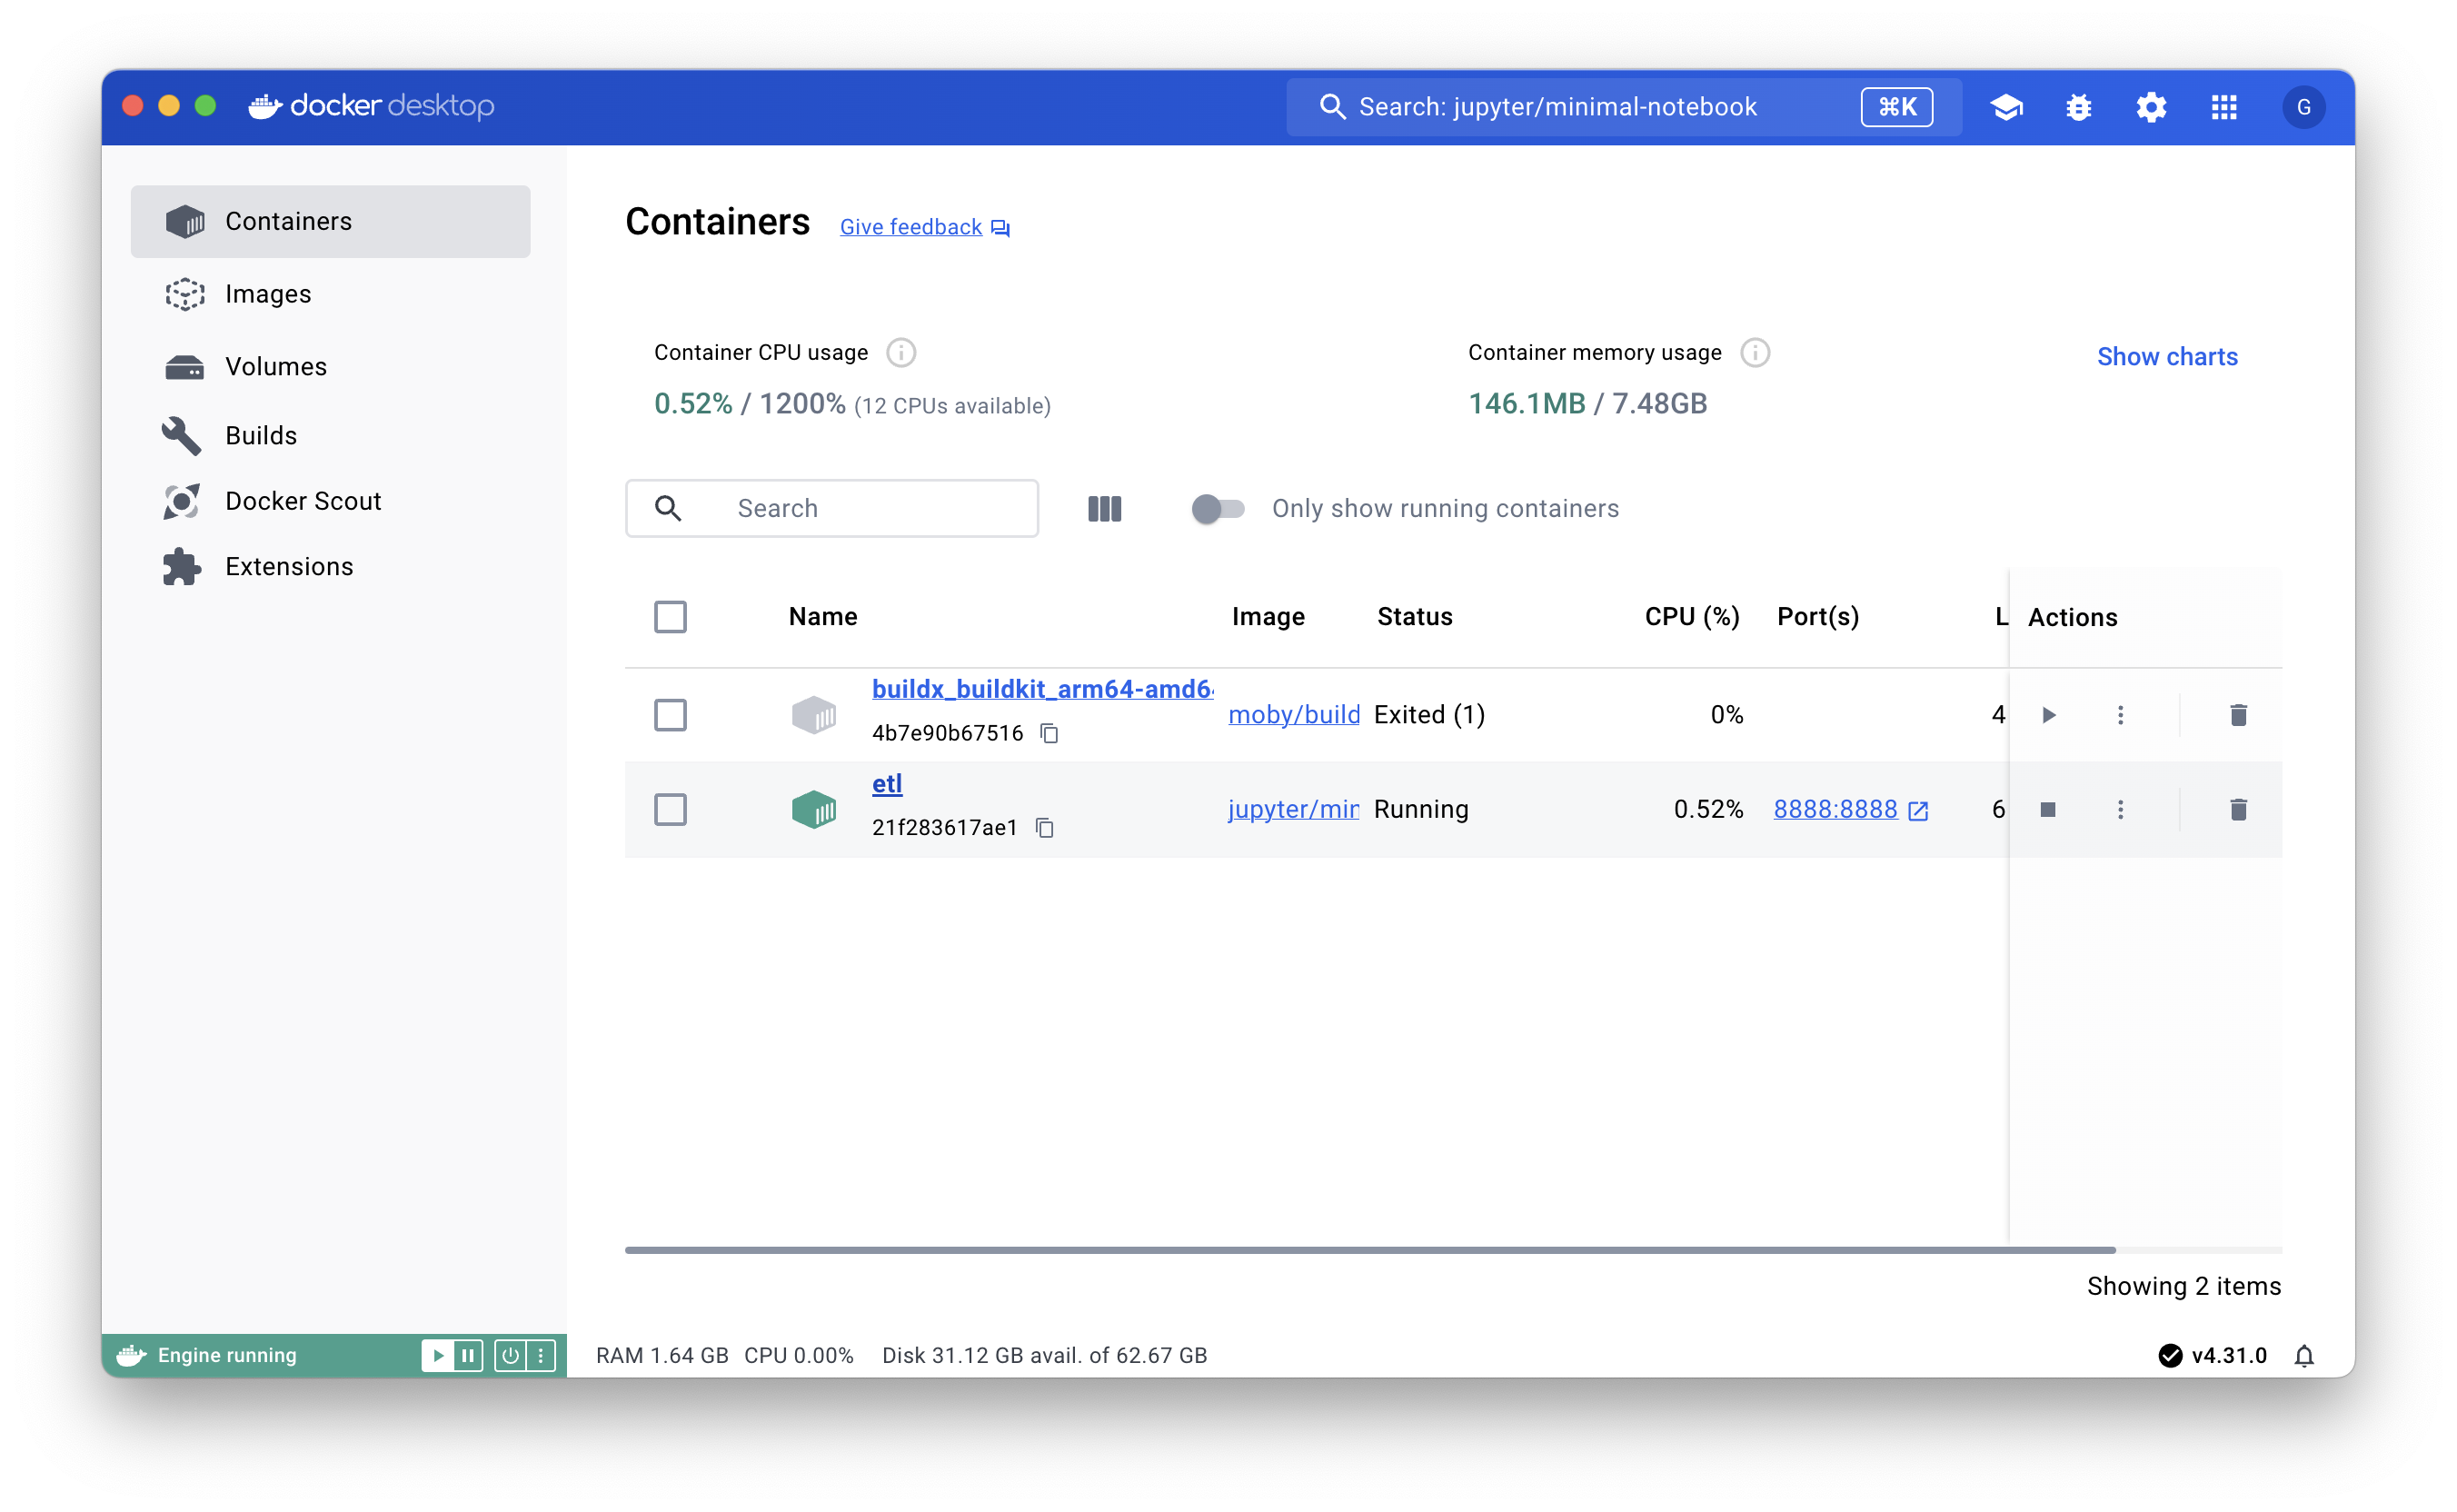 docker desktop
Search: jupyter/minimal-notebook
⌘K
G
Containers
Images
Volumes
Builds
Docker Scout
Extensions
Containers Give feedback
Container CPU usage
0.52% / 1200% (12 CPUs available)
Container memory usage
146.1MB / 7.48GB
Show charts
Search
Only show running containers
Name Image Status CPU (%) Port(s) L Actions
buildx_buildkit_arm64-amd64
4b7e90b67516
moby/build Exited (1) 0% 4
etl
21f283617ae1
jupyter/min Running 0.52% 8888:8888 6
Showing 2 items
Engine running
RAM 1.64 GB CPU 0.00% Disk 31.12 GB avail. of 62.67 GB
v4.31.0